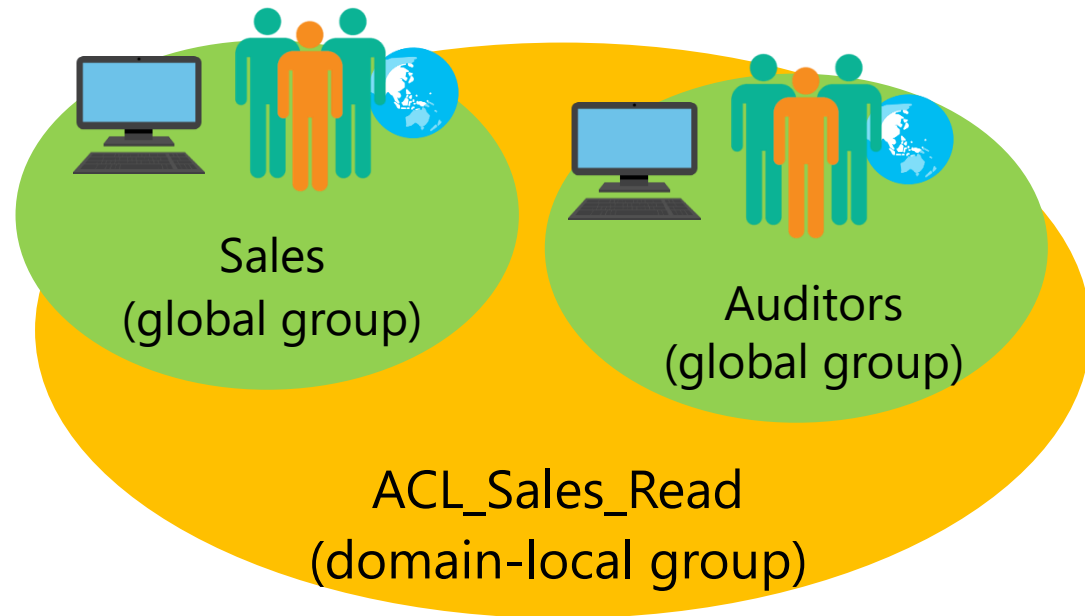 Sales
(global group)
Auditors
(global group)
ACL_Sales_Read
(domain-local group)